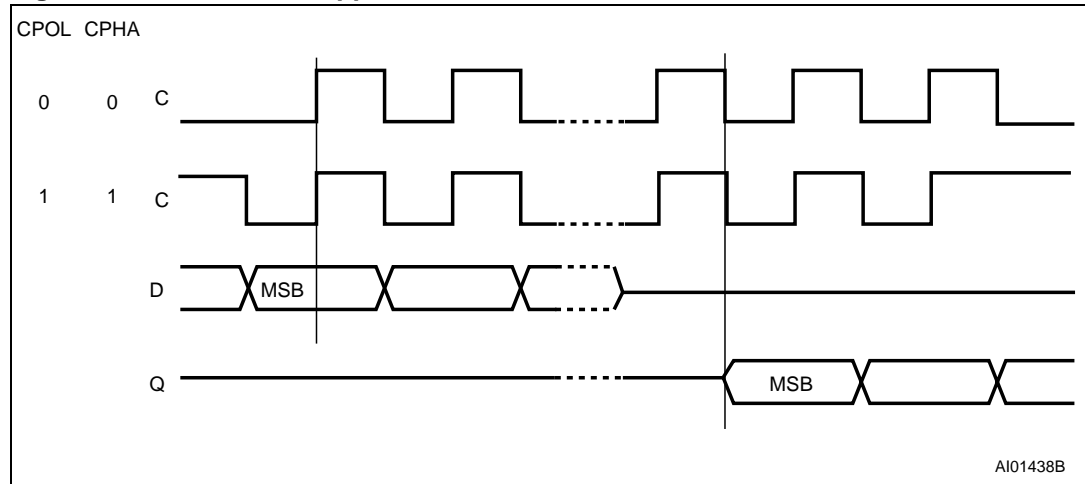 CPOL CPHA
0 0 C
1 1 C
D MSB
Q MSB
AI01438B